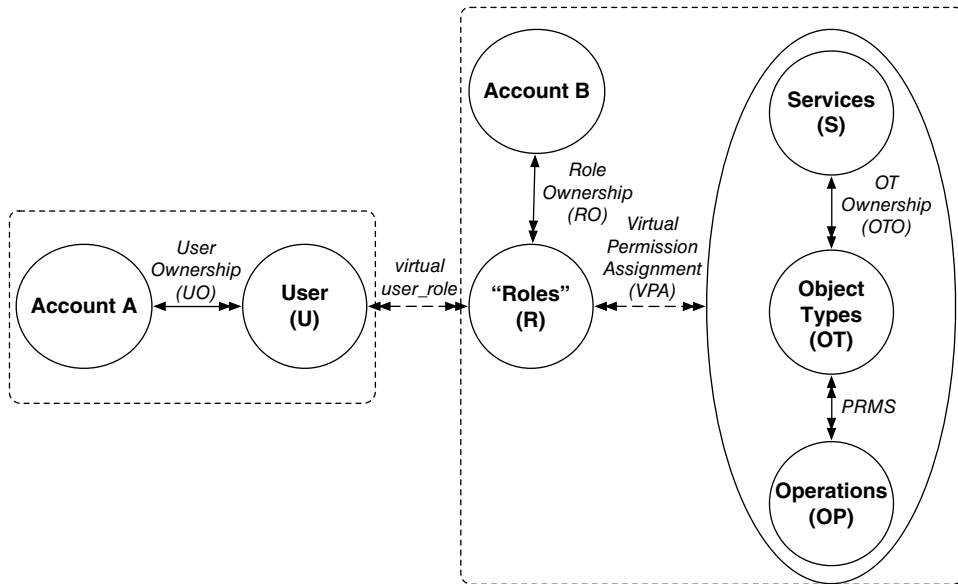 Account A
User
Ownership
(UO)
User
(U)
virtual
user_role
Account B
Role
Ownership
(RO)
“Roles”
(R)
Virtual
Permission
Assignment
(VPA)
Services
(S)
OT
Ownership
(OTO)
Object
Types
(OT)
PRMS
Operations
(OP)